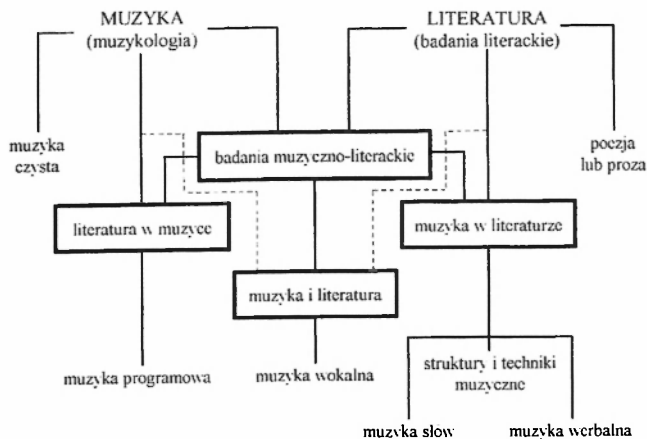 MUZYKA
(muzykologia)
LITERATURA
(badania literackie)
muzyka
czysta
badania muzyczno-literackie
poezja
lub proza
literatura w muzyce
muzyka w literaturze
muzyka i literatura
muzyka programowa
muzyka wokalna
struktury i techniki
muzyczne
muzyka słów
muzyka werbalna